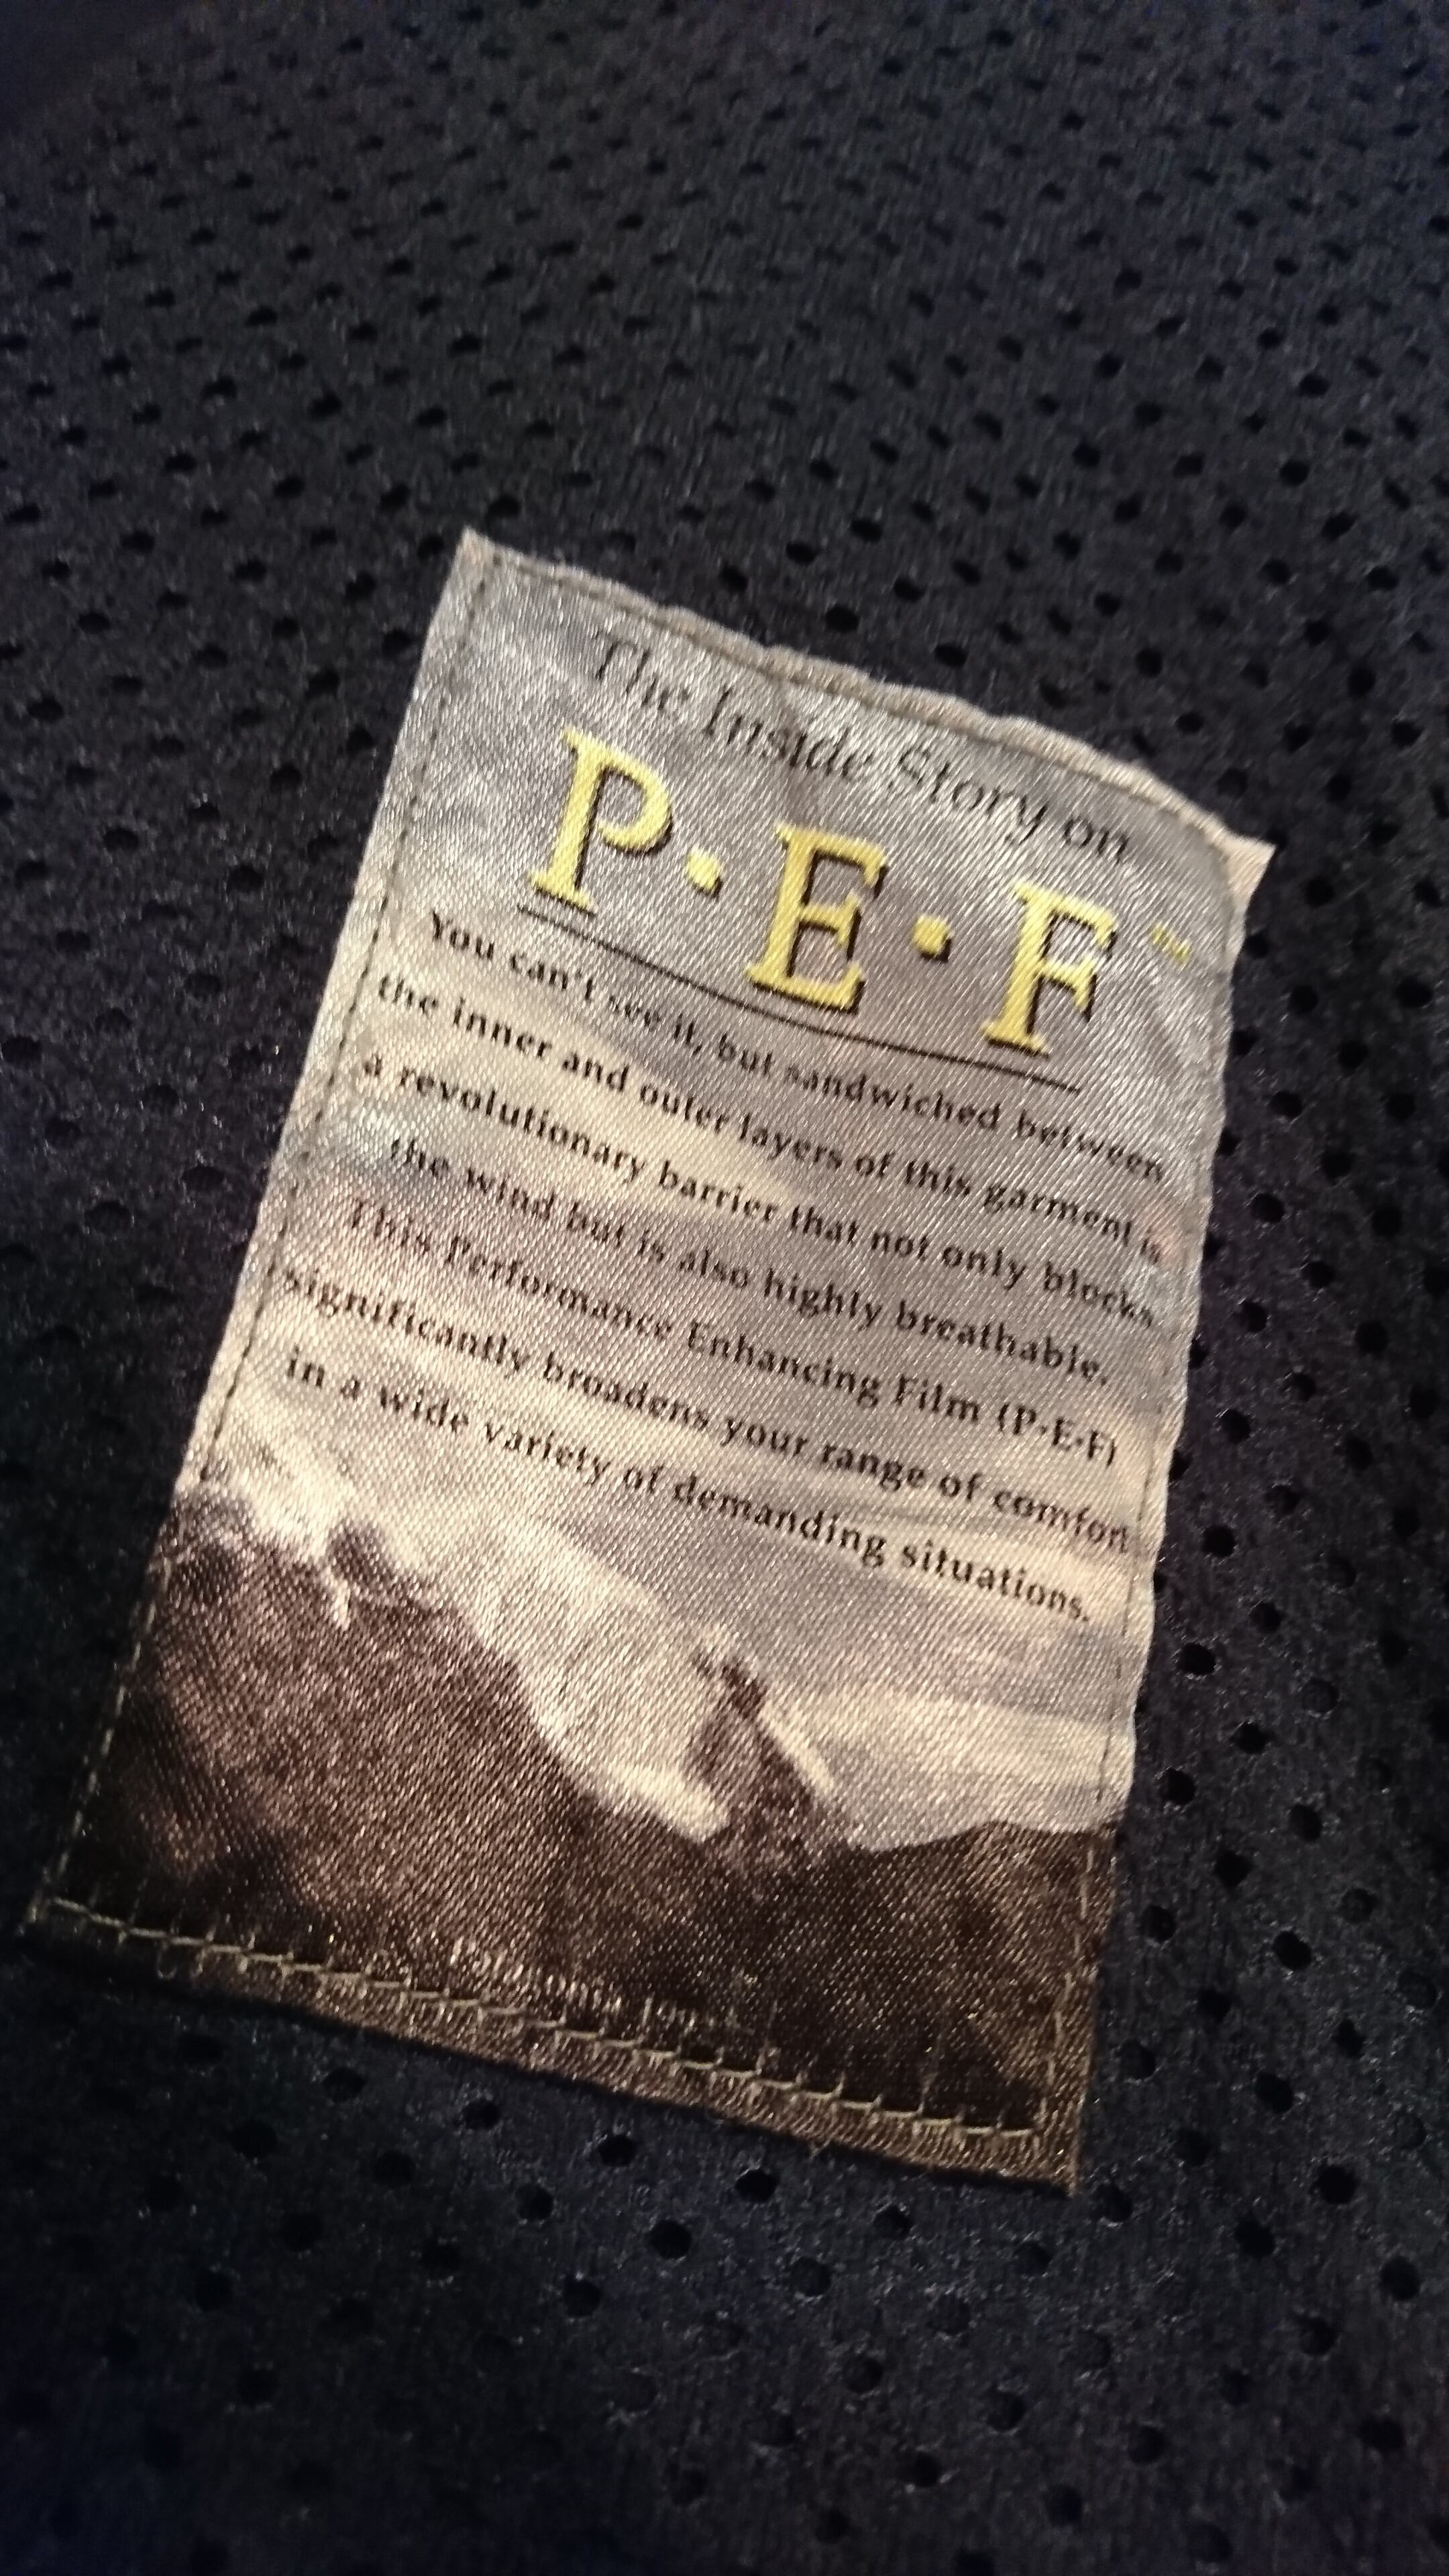 The Inside Story on
P·E·F™
You can't see it, but sandwiched between
the inner and outer layers of this garment is
a revolutionary barrier that not only blocks
the wind but is also highly breathable.
This Performance Enhancing Film (P·E·F)
significantly broadens your range of comfort
in a wide variety of demanding situations.